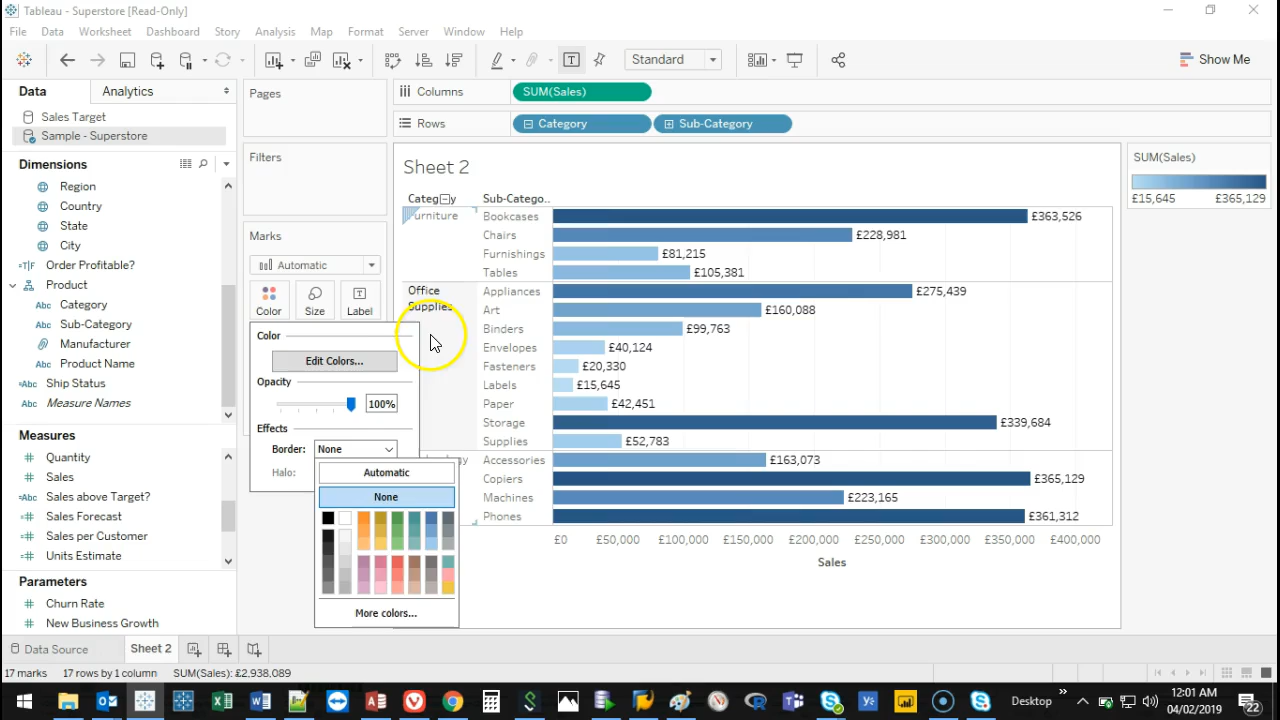 Tableau - Superstore [Read-Only]
File Data Worksheet Dashboard Story Analysis Map Format Server Window Help
Standard
Show Me
Data
Analytics
Sales Target
Sample - Superstore
Dimensions
Region
Country
State
City
Order Profitable?
Product
Abc Category
Abc Sub-Category
Manufacturer
Abc Product Name
Abc Ship Status
Abc Measure Names
Measures
Quantity
Sales
Sales above Target?
Sales Forecast
Sales per Customer
Units Estimate
Parameters
Churn Rate
New Business Growth
Pages
Filters
Marks
Automatic
Color
Size
Label
Color
Edit Colors...
Opacity
100%
Effects
Border: None
Halo:
Automatic
None
More colors...
Columns
SUM(Sales)
Rows
Category
Sub-Category
Sheet 2
Sub-Catego..
Bookcases £363,526
Chairs £228,981
Furnishings £81,215
Tables £105,381
Office
Supplies
Appliances £275,439
Art £160,088
Binders £99,763
Envelopes £40,124
Fasteners £20,330
Labels £15,645
Paper £42,451
Storage £339,684
Supplies £52,783
Accessories £163,073
Copiers £365,129
Machines £223,165
Phones £361,312
£0 £50,000 £100,000 £150,000 £200,000 £250,000 £300,000 £350,000 £400,000
Sales
SUM(Sales)
£15,645 £365,129
Data Source
Sheet 2
17 marks 17 rows by 1 column SUM(Sales): £2,938,089
Desktop
12:01 AM
04/02/2019
22